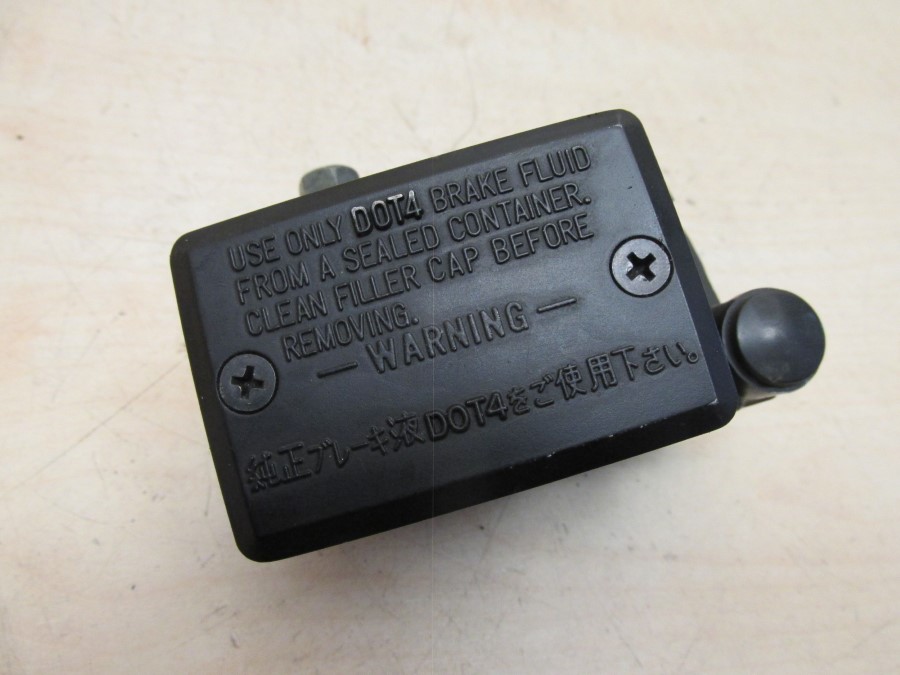 USE ONLY DOT4 BRAKE FLUID
FROM A SEALED CONTAINER.
CLEAN FILLER CAP BEFORE
REMOVING.
— WARNING —
純正ブレーキ液DOT4をご使用下さい。